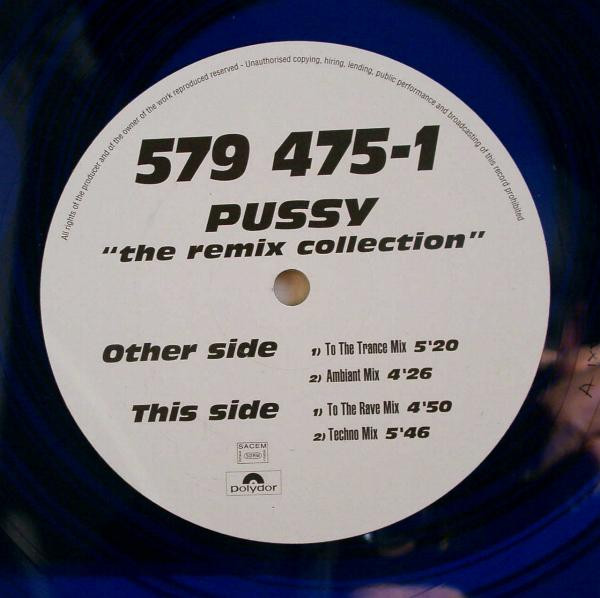 All rights of the producer and of the owner of the work reproduced reserved - Unauthorised copying, hiring, lending, public performance and broadcasting of this record prohibited
579 475-1
PUSSY
"the remix collection"
Other side
1) To The Trance Mix 5'20
2) Ambiant Mix 4'26
This side
1) To The Rave Mix 4'50
2) Techno Mix 5'46
SACEM
polydor